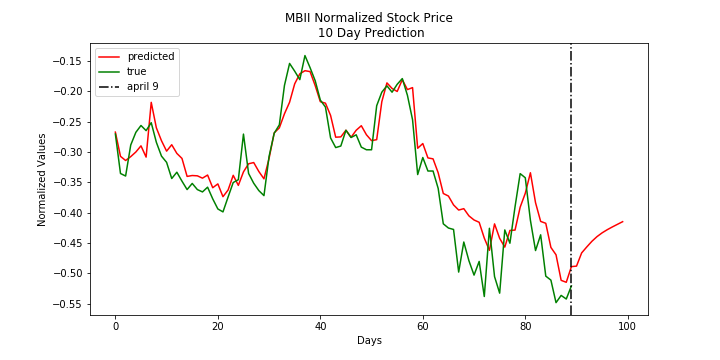 MBII Normalized Stock Price
10 Day Prediction
predicted
true
april 9
Normalized Values
−0.15
−0.20
−0.25
−0.30
−0.35
−0.40
−0.45
−0.50
−0.55
0
20
40
60
80
100
Days